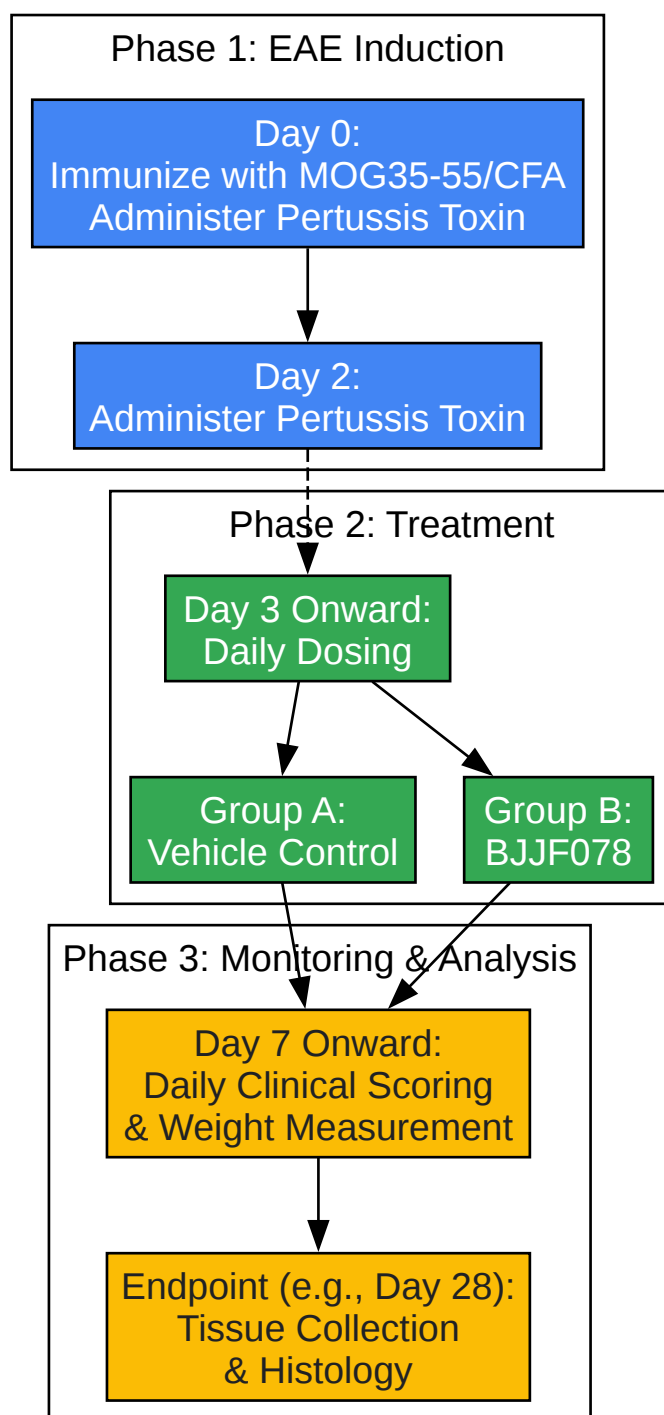 Phase 1: EAE Induction
Day 0:
Immunize with MOG35-55/CFA
Administer Pertussis Toxin
Day 2:
Administer Pertussis Toxin
Phase 2: Treatment
Day 3 Onward:
Daily Dosing
Group A:
Vehicle Control
Group B:
BJJF078
Phase 3: Monitoring & Analysis
Day 7 Onward:
Daily Clinical Scoring
& Weight Measurement
Endpoint (e.g., Day 28):
Tissue Collection
& Histology